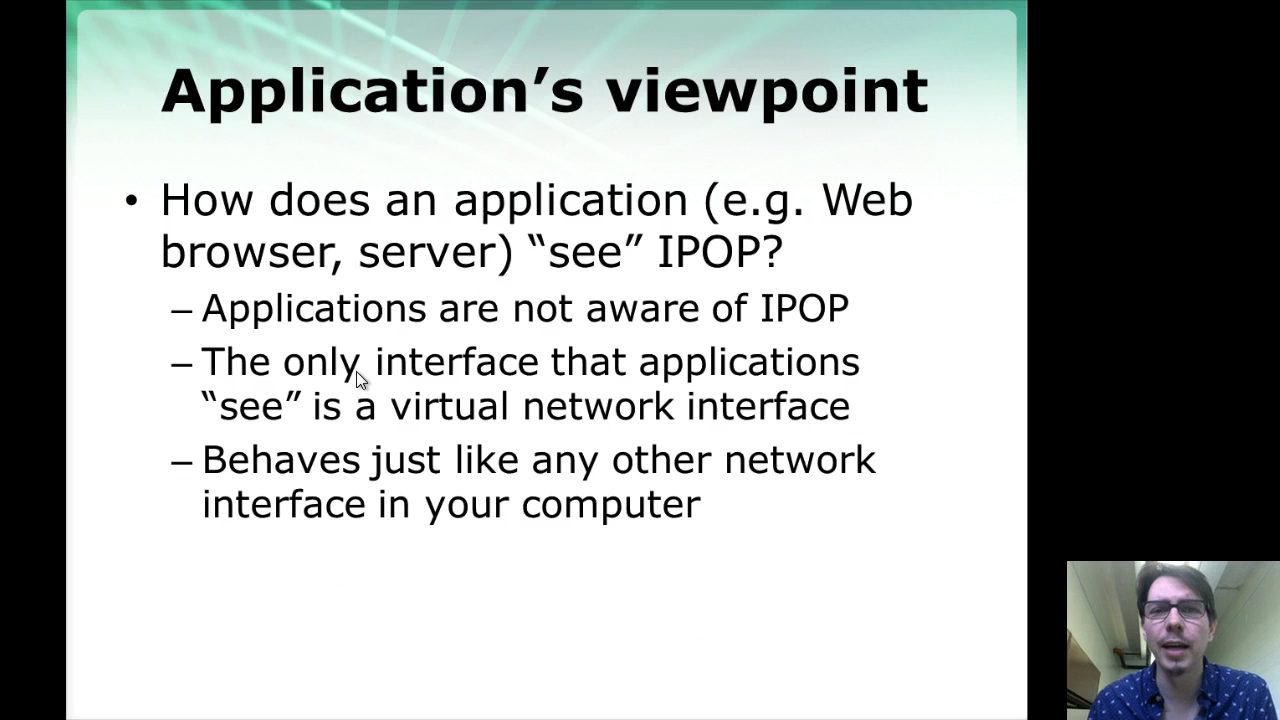 Application’s viewpoint
• How does an application (e.g. Web
browser, server) “see” IPOP?
– Applications are not aware of IPOP
– The only interface that applications
“see” is a virtual network interface
– Behaves just like any other network
interface in your computer